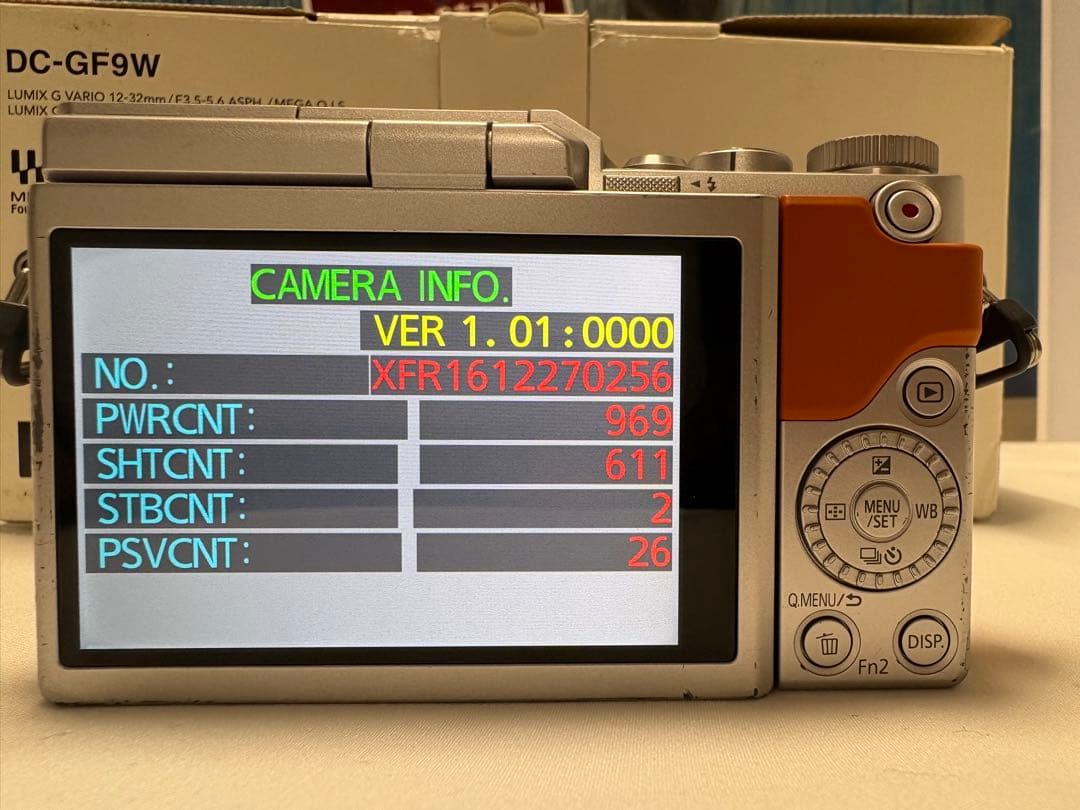 DC-GF9W
LUMIX G VARIO 12-32mm/F3.5-5.6 ASPH./MEGA O.I.S.
LUMIX G
CAMERA INFO.
VER 1.01:0000
NO.: XFR1612270256
PWRCNT: 969
SHTCNT: 611
STBCNT: 2
PSVCNT: 26
MENU
/SET
WB
Q.MENU/
Fn2
DISP.